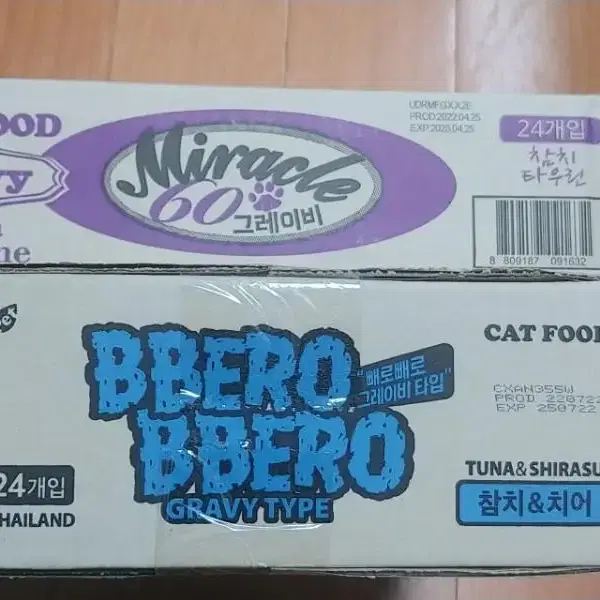 OOD
Miracle
60 그레이비
UDRMFGXX2E
PROD:2022.04.25
EXP:2025.04.25
24개입
참치
타우린
8 809187 091632
BBERO
BBERO
"빼로빼로
그레이비 타입"
GRAVY TYPE
24개입
THAILAND
CAT FOOD
CXAN355W
PROD 220722
EXP 250722
TUNA&SHIRASU
참치&치어